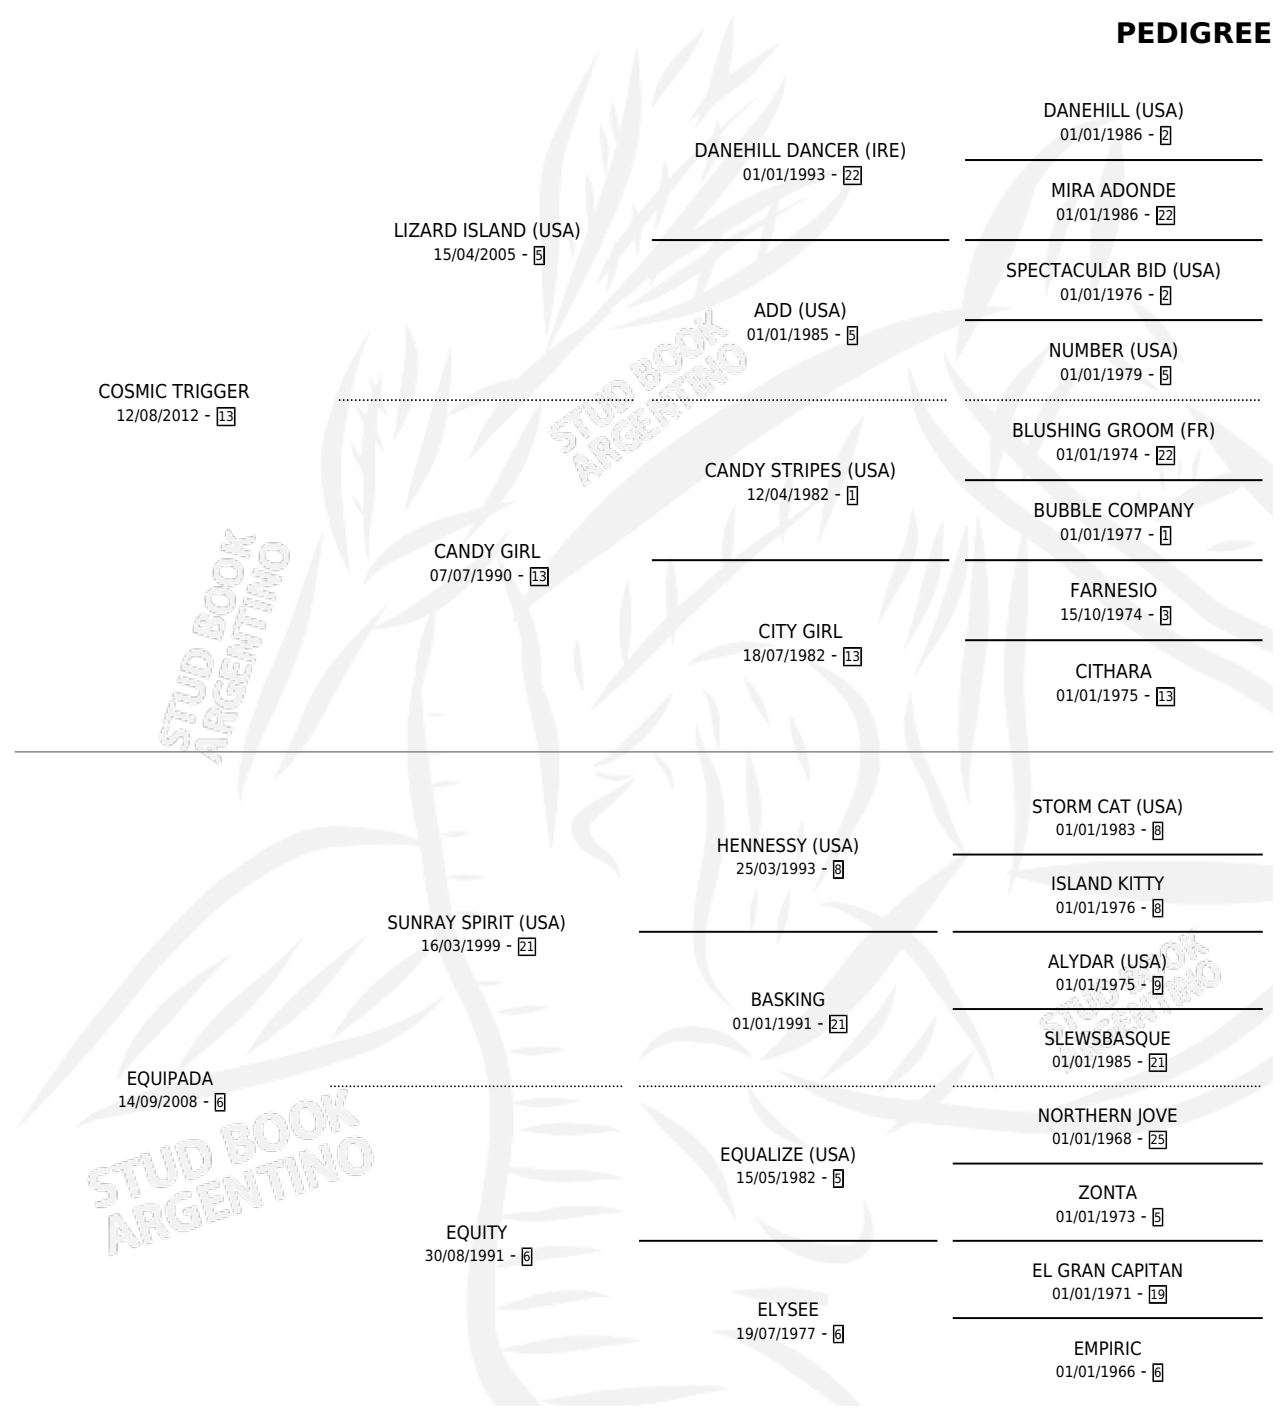 PEDIGREE
DANEHILL (USA)
01/01/1986 - 2
DANEHILL DANCER (IRE)
01/01/1993 - 22
MIRA ADONDE
01/01/1986 - 22
LIZARD ISLAND (USA)
15/04/2005 - 5
SPECTACULAR BID (USA)
01/01/1976 - 2
ADD (USA)
01/01/1985 - 5
NUMBER (USA)
01/01/1979 - 5
COSMIC TRIGGER
12/08/2012 - 13
BLUSHING GROOM (FR)
01/01/1974 - 22
CANDY STRIPES (USA)
12/04/1982 - 1
BUBBLE COMPANY
01/01/1977 - 1
CANDY GIRL
07/07/1990 - 13
FARNESIO
15/10/1974 - 3
CITY GIRL
18/07/1982 - 13
CITHARA
01/01/1975 - 13
STUD BOOK
ARGENTINO
STUD BOOK
ARGENTINO
STORM CAT (USA)
01/01/1983 - 8
HENNESSY (USA)
25/03/1993 - 8
ISLAND KITTY
01/01/1976 - 8
SUNRAY SPIRIT (USA)
16/03/1999 - 21
ALYDAR (USA)
01/01/1975 - 9
BASKING
01/01/1991 - 21
SLEWSBASQUE
01/01/1985 - 21
EQUIPADA
14/09/2008 - 6
NORTHERN JOVE
01/01/1968 - 25
EQUALIZE (USA)
15/05/1982 - 5
ZONTA
01/01/1973 - 5
EQUITY
30/08/1991 - 6
EL GRAN CAPITAN
01/01/1971 - 19
ELYSEE
19/07/1977 - 6
EMPIRIC
01/01/1966 - 6
STUD BOOK
ARGENTINO
STUD BOOK
ARGENTINO